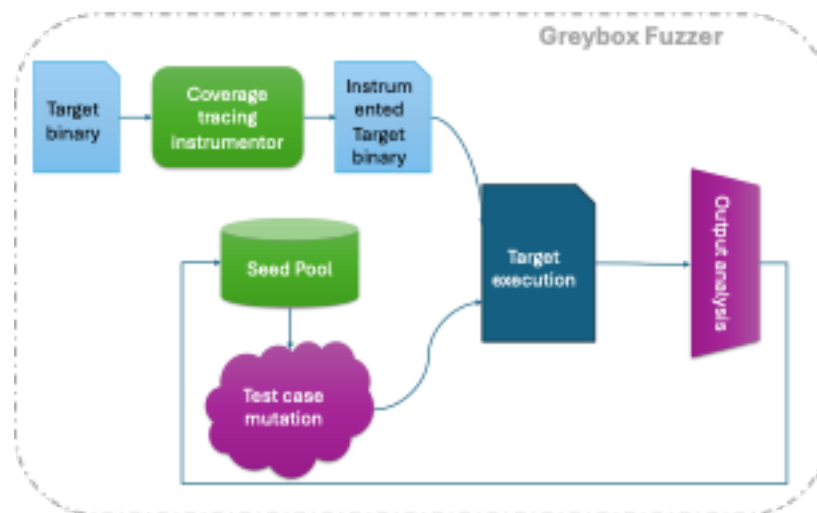 Greybox Fuzzer
Target
binary
Coverage
tracing
instrumentor
Instrum
ented
Target
binary
Seed Pool
Target
execution
Output analysis
Test case
mutation